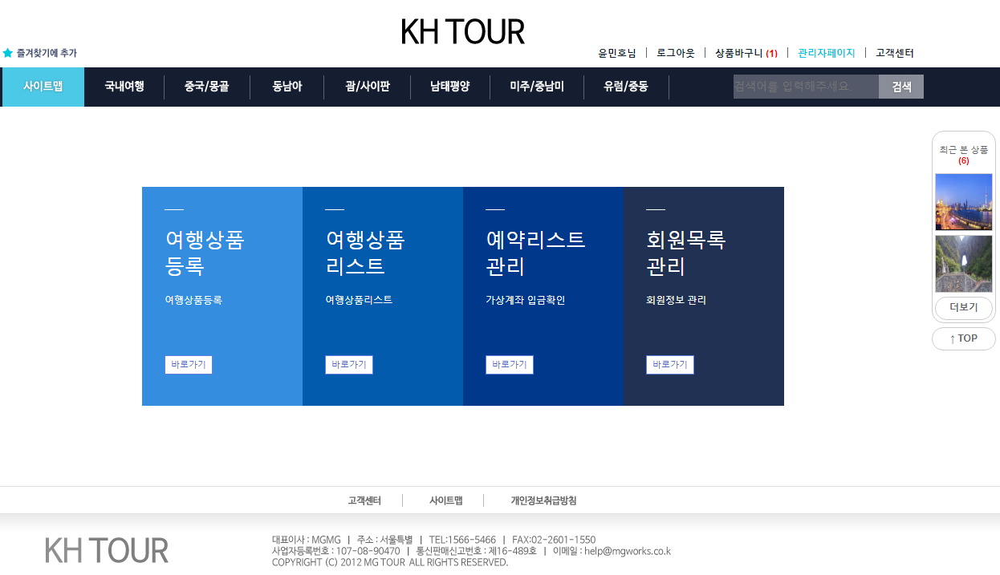 KH TOUR
즐겨찾기에 추가
윤민호님 | 로그아웃 | 상품바구니 (1) | 관리자페이지 | 고객센터
사이트맵 국내여행 중국/몽골 동남아 괌/사이판 남태평양 미주/중남미 유럽/중동 검색어를 입력해주세요. 검색
최근 본 상품
(6)
더보기
↑ TOP
여행상품
등록
여행상품등록
바로가기
여행상품
리스트
여행상품리스트
바로가기
예약리스트
관리
가상계좌 입금확인
바로가기
회원목록
관리
회원정보 관리
바로가기
고객센터 | 사이트맵 | 개인정보취급방침
KH TOUR
대표이사 : MGMG | 주소 : 서울특별 | TEL:1566-5466 | FAX:02-2601-1550
사업자등록번호 : 107-08-90470 | 통신판매신고번호 : 제16-489호 | 이메일 : help@mgworks.co.k
COPYRIGHT (C) 2012 MG TOUR ALL RIGHTS RESERVED.